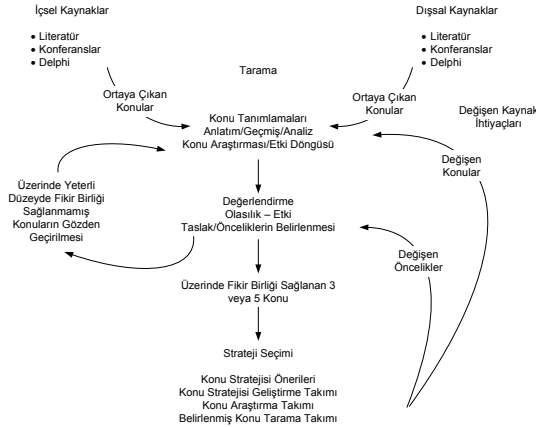 İçsel Kaynaklar
• Literatür
• Konferanslar
• Delphi
Dışsal Kaynaklar
• Literatür
• Konferanslar
• Delphi
Tarama
Ortaya Çıkan
Konular
Ortaya Çıkan
Konular
Konu Tanımlamaları
Anlatım/Geçmiş/Analiz
Konu Araştırması/Etki Döngüsü
Değişen Kaynak
İhtiyaçları
Değişen
Konular
Üzerinde Yeterli
Düzeyde Fikir Birliği
Sağlanmamış
Konuların Gözden
Geçirilmesi
Değerlendirme
Olasılık – Etki
Taslak/Önceliklerin Belirlenmesi
Değişen
Öncelikler
Üzerinde Fikir Birliği Sağlanan 3
veya 5 Konu
Strateji Seçimi
Konu Stratejisi Önerileri
Konu Stratejisi Geliştirme Takımı
Konu Araştırma Takımı
Belirlenmiş Konu Tarama Takımı